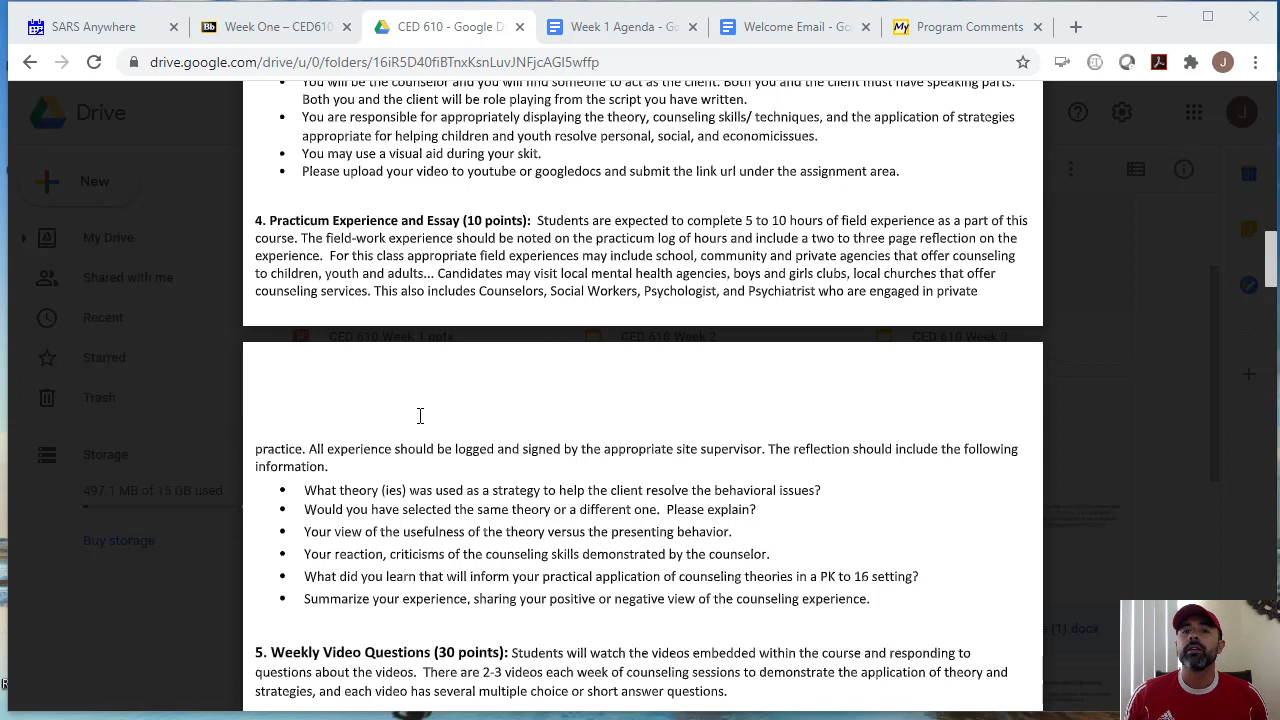 SARS Anywhere
Week One – CED610
CED 610 - Google D
Week 1 Agenda - Go
Welcome Email - Go
Program Comments
drive.google.com/drive/u/0/folders/16iR5D40fiBTnxKsnLuvJNFjcAGI5wffp
J
Drive
J
New
My Drive
Shared with me
Recent
Starred
Trash
Storage
497.1 MB of 15 GB used
Buy storage
You will be the counselor and you will find someone to act as the client. Both you and the client must have speaking parts.
Both you and the client will be role playing from the script you have written.
You are responsible for appropriately displaying the theory, counseling skills/ techniques, and the application of strategies
appropriate for helping children and youth resolve personal, social, and economicissues.
You may use a visual aid during your skit.
Please upload your video to youtube or googledocs and submit the link url under the assignment area.
4. Practicum Experience and Essay (10 points): Students are expected to complete 5 to 10 hours of field experience as a part of this
course. The field-work experience should be noted on the practicum log of hours and include a two to three page reflection on the
experience. For this class appropriate field experiences may include school, community and private agencies that offer counseling
to children, youth and adults... Candidates may visit local mental health agencies, boys and girls clubs, local churches that offer
counseling services. This also includes Counselors, Social Workers, Psychologist, and Psychiatrist who are engaged in private
CED 610 Week 2
CED 610 Week 3
practice. All experience should be logged and signed by the appropriate site supervisor. The reflection should include the following
information.
What theory (ies) was used as a strategy to help the client resolve the behavioral issues?
Would you have selected the same theory or a different one. Please explain?
Your view of the usefulness of the theory versus the presenting behavior.
Your reaction, criticisms of the counseling skills demonstrated by the counselor.
What did you learn that will inform your practical application of counseling theories in a PK to 16 setting?
Summarize your experience, sharing your positive or negative view of the counseling experience.
(1).docx
5. Weekly Video Questions (30 points): Students will watch the videos embedded within the course and responding to
questions about the videos. There are 2-3 videos each week of counseling sessions to demonstrate the application of theory and
strategies, and each video has several multiple choice or short answer questions.